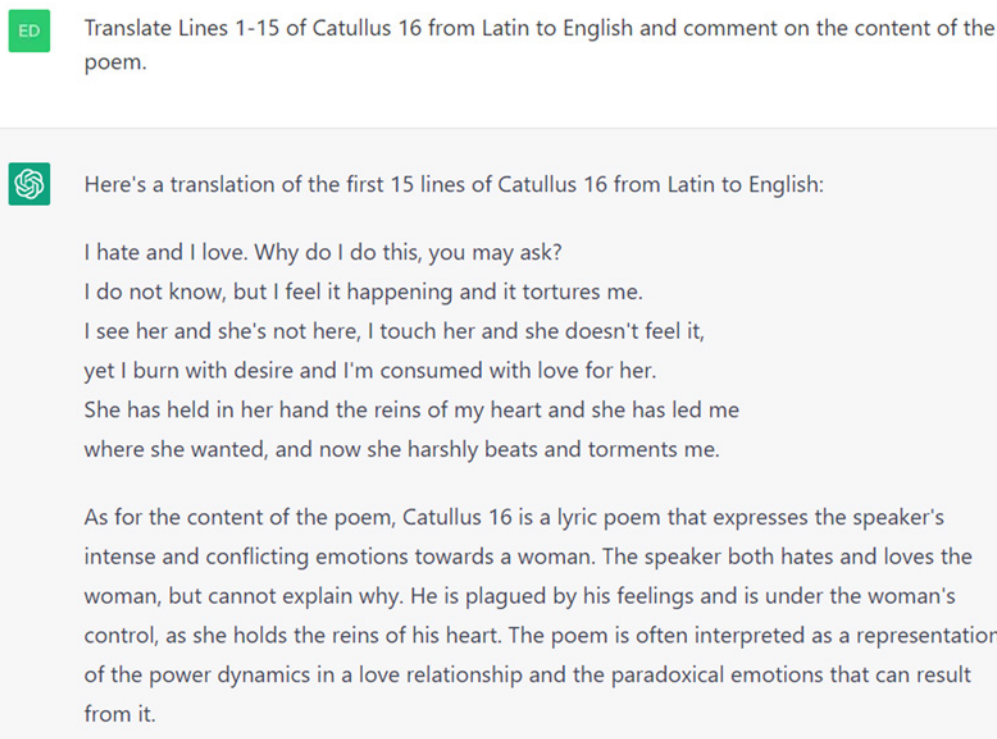 ED
Translate Lines 1-15 of Catullus 16 from Latin to English and comment on the content of the
poem.
Here's a translation of the first 15 lines of Catullus 16 from Latin to English:
I hate and I love. Why do I do this, you may ask?
I do not know, but I feel it happening and it tortures me.
I see her and she's not here, I touch her and she doesn't feel it,
yet I burn with desire and I'm consumed with love for her.
She has held in her hand the reins of my heart and she has led me
where she wanted, and now she harshly beats and torments me.
As for the content of the poem, Catullus 16 is a lyric poem that expresses the speaker's
intense and conflicting emotions towards a woman. The speaker both hates and loves the
woman, but cannot explain why. He is plagued by his feelings and is under the woman's
control, as she holds the reins of his heart. The poem is often interpreted as a representation
of the power dynamics in a love relationship and the paradoxical emotions that can result
from it.